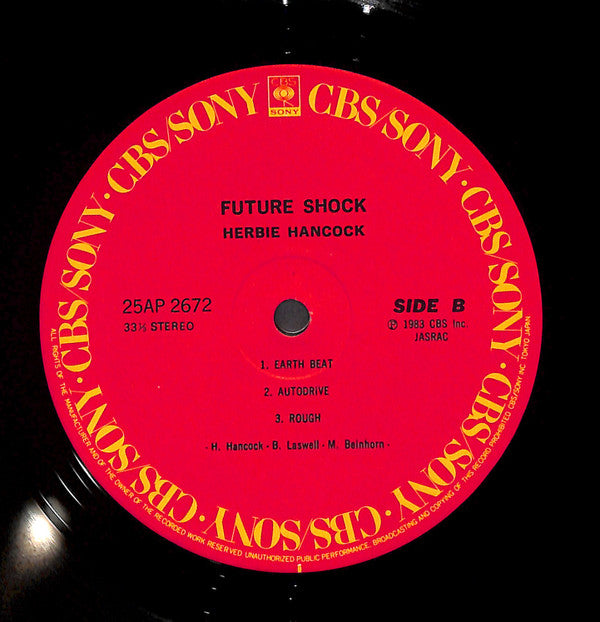 CBS
SONY
CBS/SONY · CBS/SONY · CBS/SONY · CBS/SONY · CBS/SONY · CBS/SONY · CBS/SONY · CBS/SONY
FUTURE SHOCK
HERBIE HANCOCK
25AP 2672
33⅓ STEREO
SIDE B
Ⓟ 1983 CBS Inc.
JASRAC
1. EARTH BEAT
2. AUTODRIVE
3. ROUGH
- H. Hancock - B. Laswell - M. Beinhorn -
ALL RIGHTS OF THE MANUFACTURER AND OF THE OWNER OF THE RECORDED WORK RESERVED UNAUTHORIZED PUBLIC PERFORMANCE. BROADCASTING AND COPYING OF THIS RECORD PROHIBITED CBS/SONY INC. TOKYO JAPAN